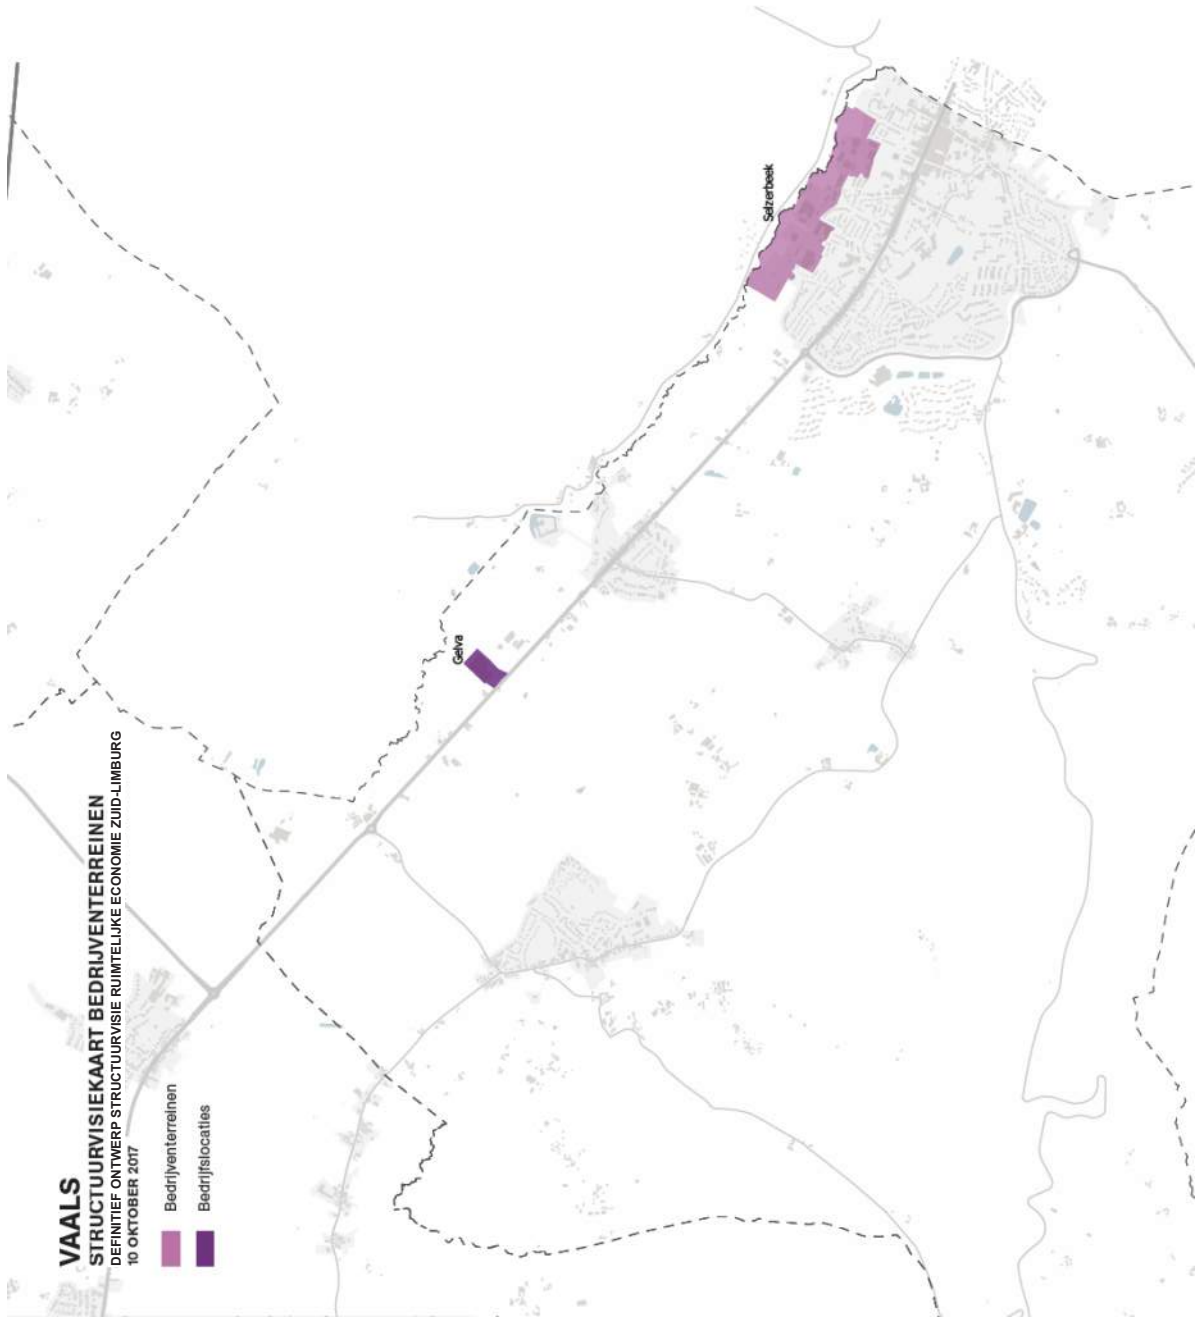 VAALS
STRUCTUURVISIEKAART BEDRIJVENTERREINEN
DEFINITIEF ONTWERP STRUCTUURVISIE RUIMTELIJKE ECONOMIE ZUID-LIMBURG
10 OKTOBER 2017
Bedrijventerreinen
Bedrijfslocaties
Gelva
Selzerbeek